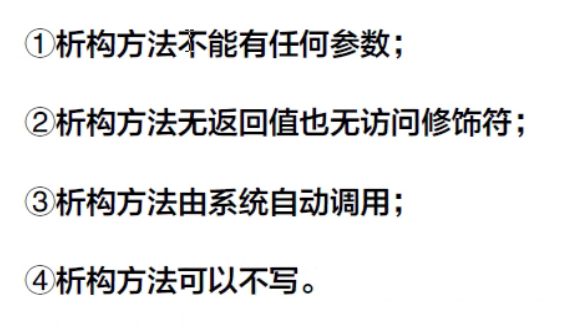 ①析构方法不能有任何参数；
②析构方法无返回值也无访问修饰符；
③析构方法由系统自动调用；
④析构方法可以不写。